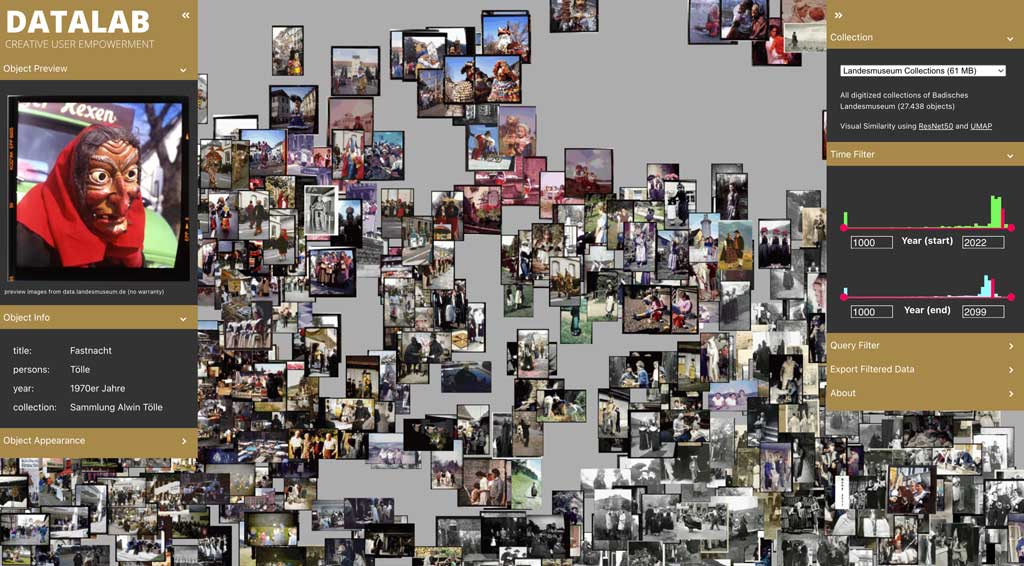 DATALAB
CREATIVE USER EMPOWERMENT
Object Preview
Hexen
preview images from data.landesmuseum.de (no warranty)
Object Info
title: Fastnacht
persons: Tölle
year: 1970er Jahre
collection: Sammlung Alwin Tölle
Object Appearance
Collection
Landesmuseum Collections (61 MB)
All digitized collections of Badisches
Landesmuseum (27.438 objects)
Visual Similarity using ResNet50 and UMAP
Time Filter
1000 Year (start) 2022
1000 Year (end) 2099
Query Filter
Export Filtered Data
About